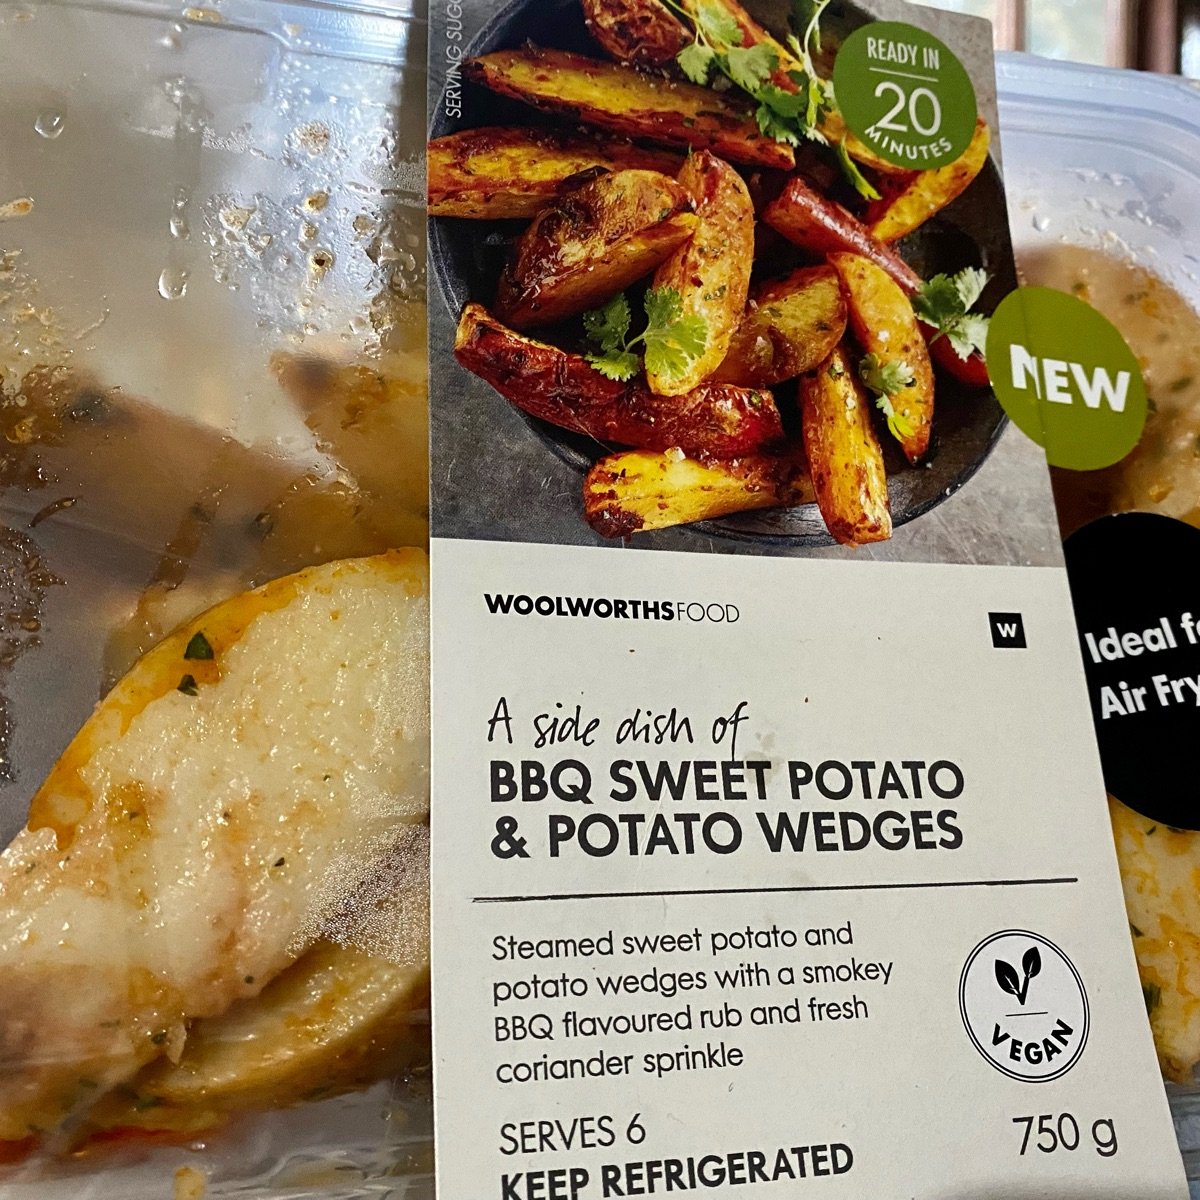 SERVING
READY IN
20
MINUTES
NEW
WOOLWORTHSFOOD
W
Ideal
Air
A side dish of
BBQ SWEET POTATO
& POTATO WEDGES
Steamed sweet potato and
potato wedges with a smokey
BBQ flavoured rub and fresh
coriander sprinkle
VEGAN
SERVES 6
750 g
KEEP REFRIGERATED